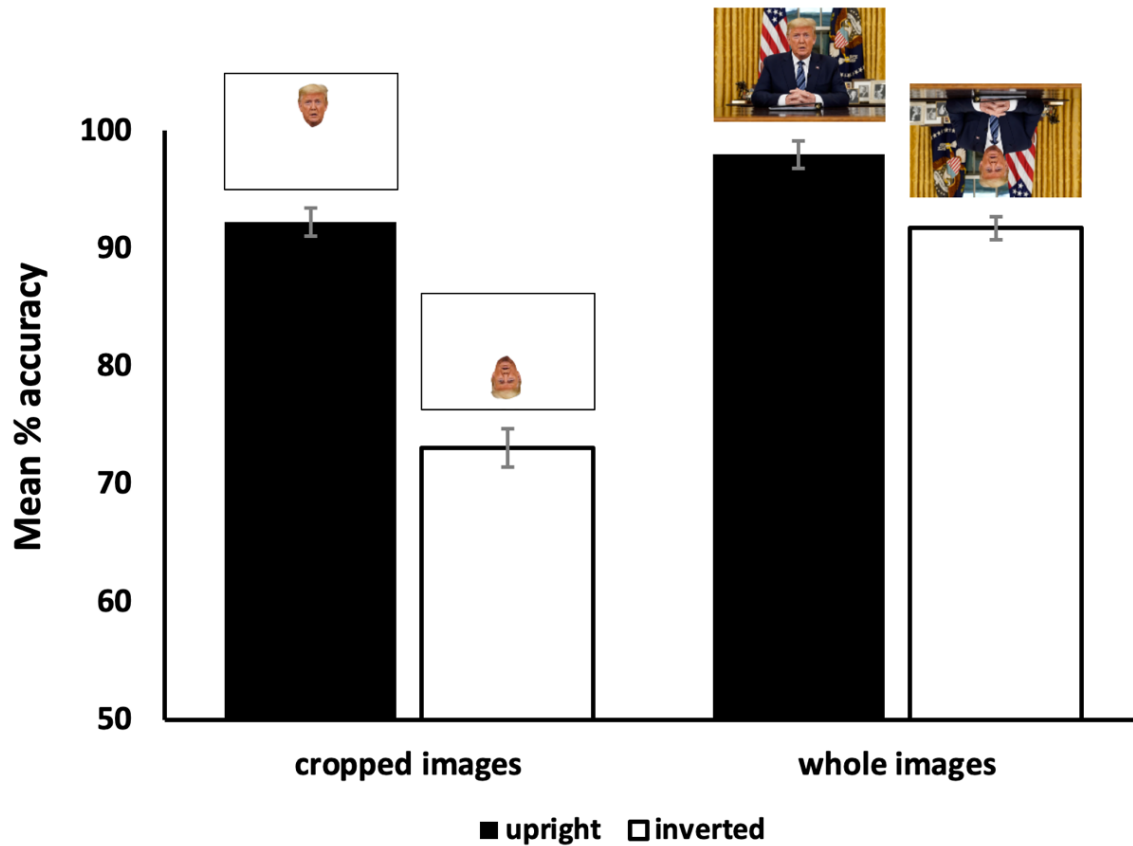 Mean % accuracy
100
90
80
70
60
50
cropped images
whole images
upright
inverted